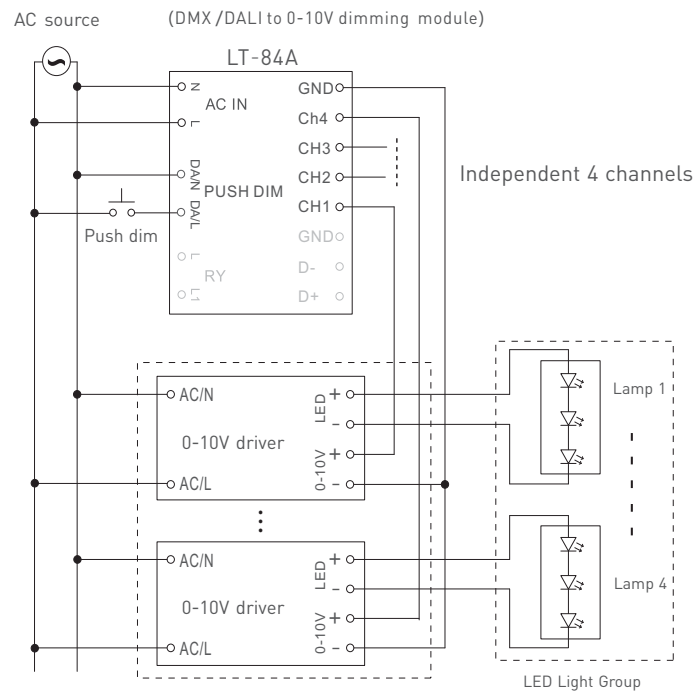 AC source
(DMX/DALI to 0-10V dimming module)
LT-84A
N
L
AC IN
DA/N
DA/L
PUSH DIM
L
L1
RY
GND
Ch4
CH3
CH2
CH1
GND
D-
D+
Push dim
Independent 4 channels
AC/N
AC/L
0-10V driver
LED
+
-
0-10V
+
-
Lamp 1
AC/N
AC/L
0-10V driver
LED
+
-
0-10V
+
-
Lamp 4
LED Light Group